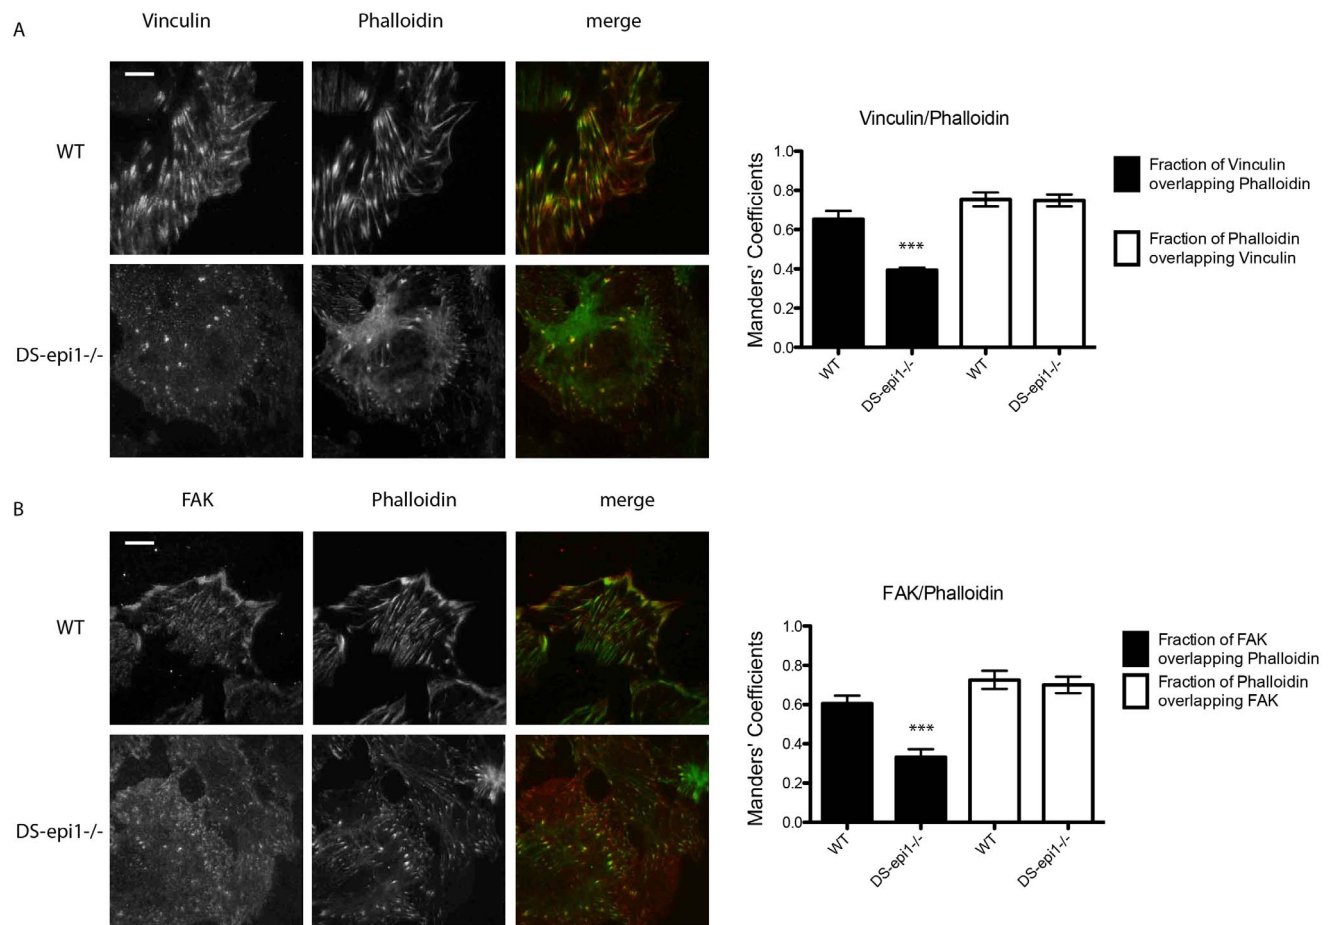 A
Vinculin
Phalloidin
merge
WT
DS-epi1-/-
Vinculin/Phalloidin
Manders' Coefficients
1.0
0.8
0.6
0.4
0.2
0.0
***
WT
DS-epi1-/-
WT
DS-epi1-/-
Fraction of Vinculin
overlapping Phalloidin
Fraction of Phalloidin
overlapping Vinculin
B
FAK
Phalloidin
merge
WT
DS-epi1-/-
FAK/Phalloidin
Manders' Coefficients
1.0
0.8
0.6
0.4
0.2
0.0
***
WT
DS-epi1-/-
WT
DS-epi1-/-
Fraction of FAK
overlapping Phalloidin
Fraction of Phalloidin
overlapping FAK